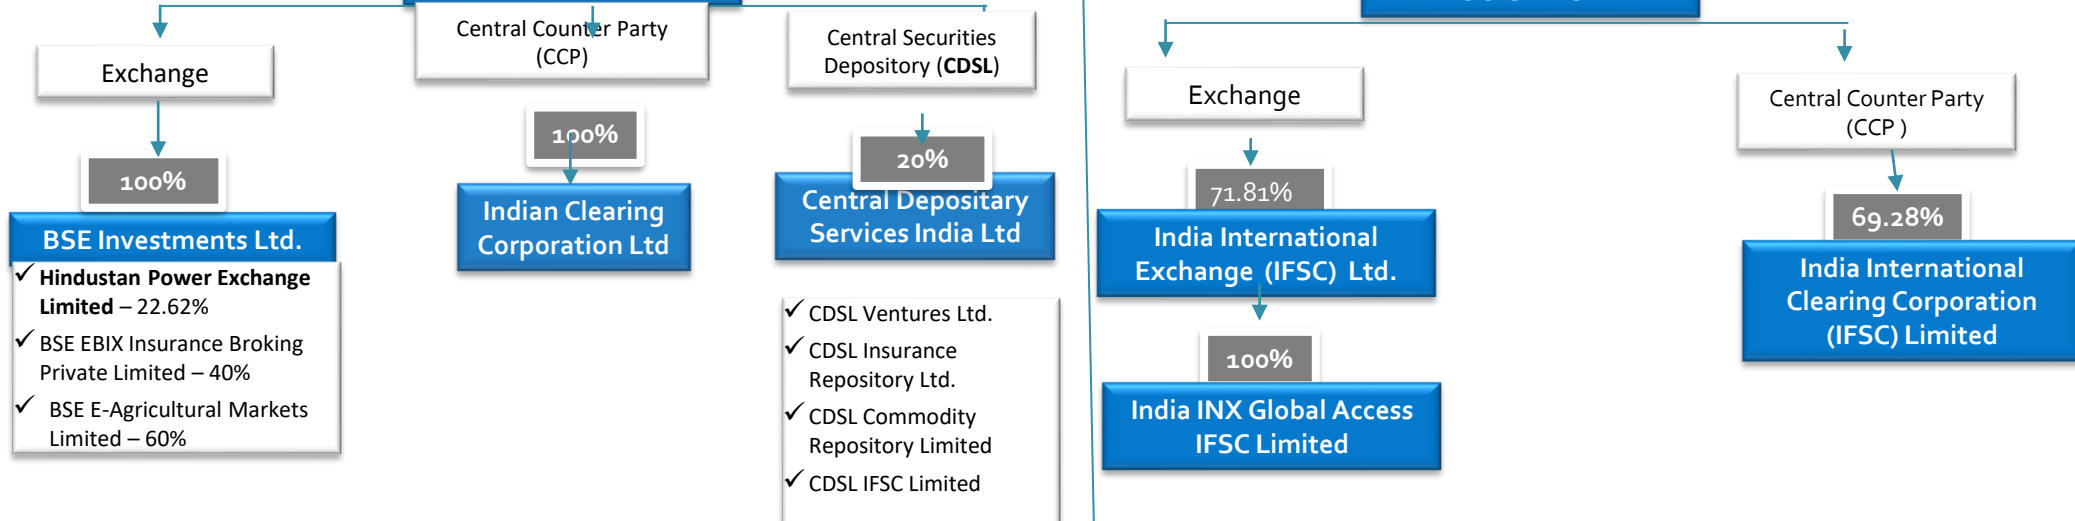 Exchange
100%
BSE Investments Ltd.
✓ Hindustan Power Exchange
Limited – 22.62%
✓ BSE EBIX Insurance Broking
Private Limited – 40%
✓ BSE E-Agricultural Markets
Limited – 60%
Central Counter Party
(CCP)
100%
Indian Clearing
Corporation Ltd
Central Securities
Depository (CDSL)
20%
Central Depositary
Services India Ltd
✓ CDSL Ventures Ltd.
✓ CDSL Insurance
Repository Ltd.
✓ CDSL Commodity
Repository Limited
✓ CDSL IFSC Limited
Exchange
71.81%
India International
Exchange (IFSC) Ltd.
100%
India INX Global Access
IFSC Limited
Central Counter Party
(CCP )
69.28%
India International
Clearing Corporation
(IFSC) Limited